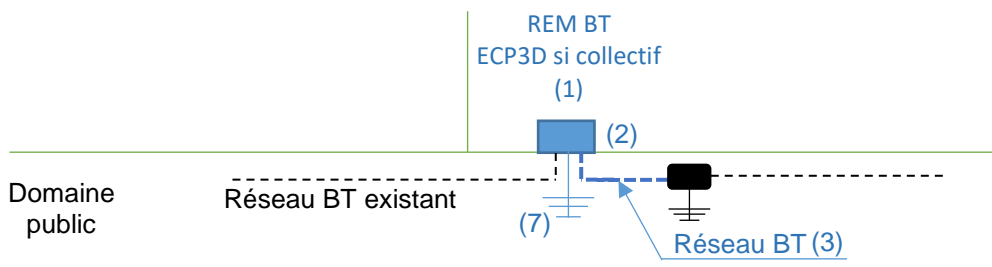 REM BT
ECP3D si collectif
(1)
(2)
Domaine
public
Réseau BT existant
(7)
Réseau BT (3)